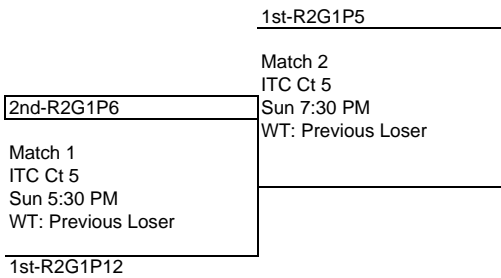 1st-R2G1P5
Match 2
ITC Ct 5
Sun 7:30 PM
WT: Previous Loser
2nd-R2G1P6
Match 1
ITC Ct 5
Sun 5:30 PM
WT: Previous Loser
1st-R2G1P12